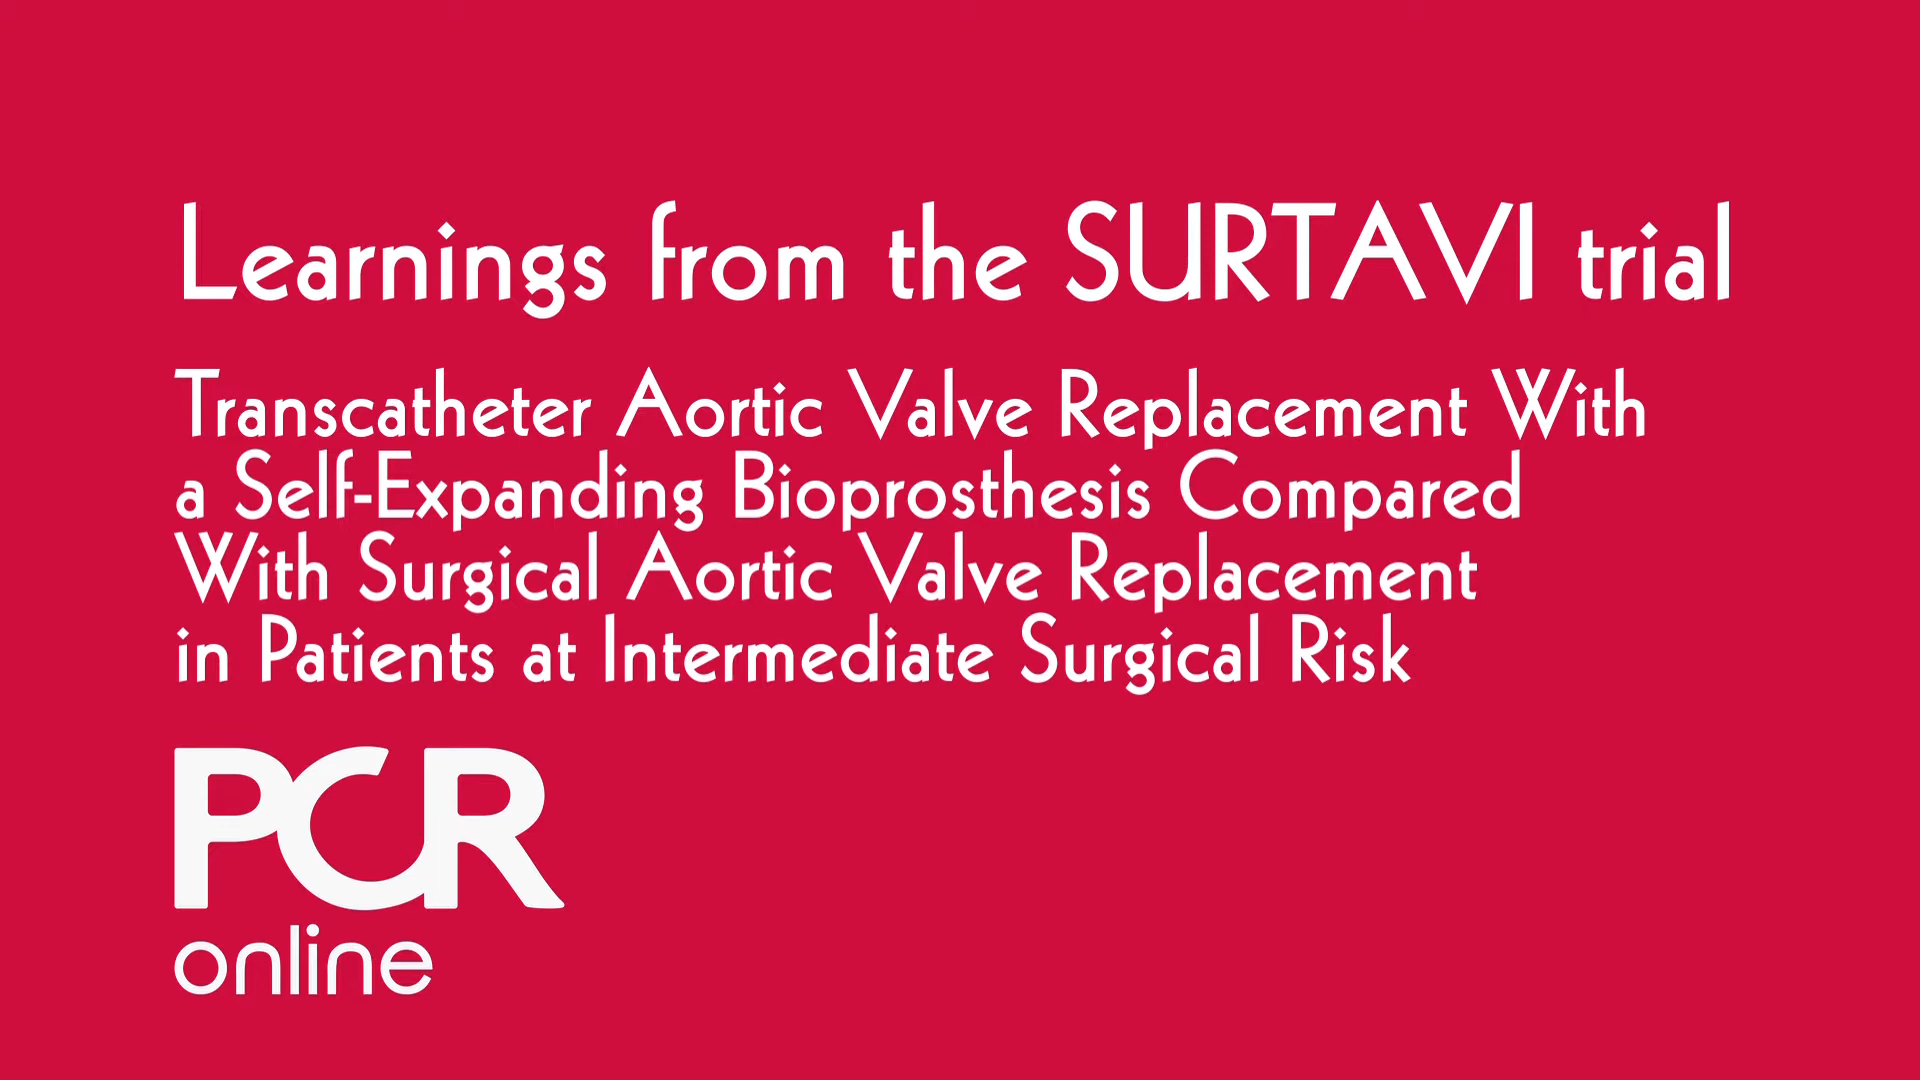 Learnings from the SURTAVI trial
Transcatheter Aortic Valve Replacement With
a Self-Expanding Bioprosthesis Compared
With Surgical Aortic Valve Replacement
in Patients at Intermediate Surgical Risk
PCR
online